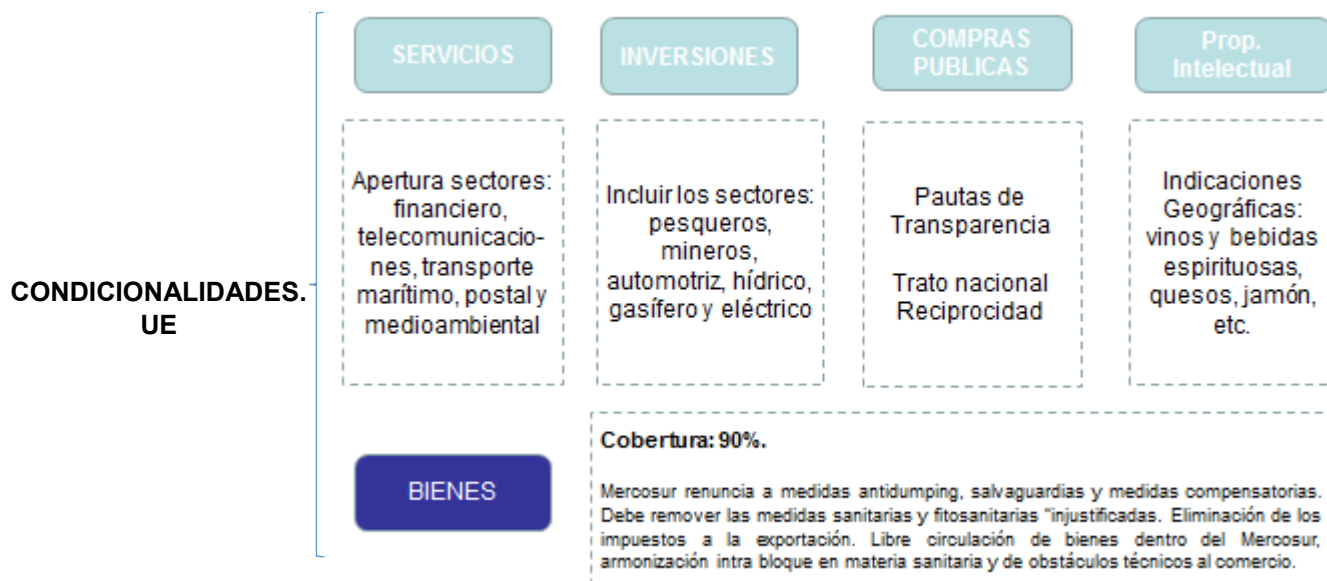 CONDICIONALIDADES.
UE
SERVICIOS
Apertura sectores:
financiero,
telecomunicacio-
nes, transporte
marítimo, postal y
medioambiental
INVERSIONES
Incluir los sectores:
pesqueros,
mineros,
automotriz, hídrico,
gasífero y eléctrico
COMPRAS
PUBLICAS
Pautas de
Transparencia
Trato nacional
Reciprocidad
Prop.
Intelectual
Indicaciones
Geográficas:
vinos y bebidas
espirituosas,
quesos, jamón,
etc.
BIENES
Cobertura: 90%.
Mercosur renuncia a medidas antidumping, salvaguardias y medidas compensatorias.
Debe remover las medidas sanitarias y fitosanitarias "injustificadas. Eliminación de los
impuestos a la exportación. Libre circulación de bienes dentro del Mercosur,
armonización intra bloque en materia sanitaria y de obstáculos técnicos al comercio.